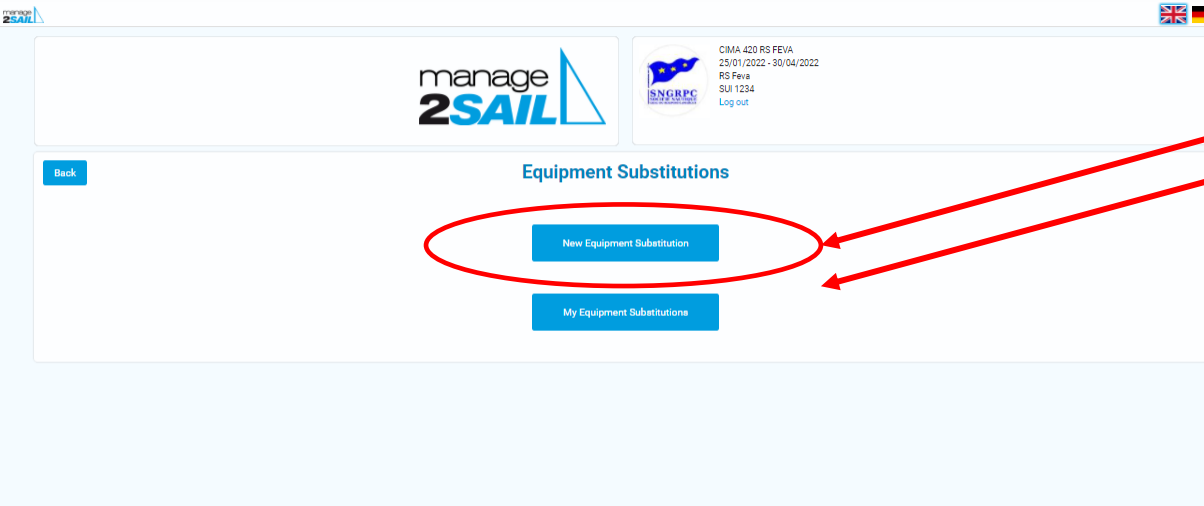 manage
2SAIL
manage
2SAIL
SNGRPC
CIMA 420 RS FEVA
25/01/2022 - 30/04/2022
RS Feva
SUI 1234
Log out
Back
Equipment Substitutions
New Equipment Substitution
My Equipment Substitutions